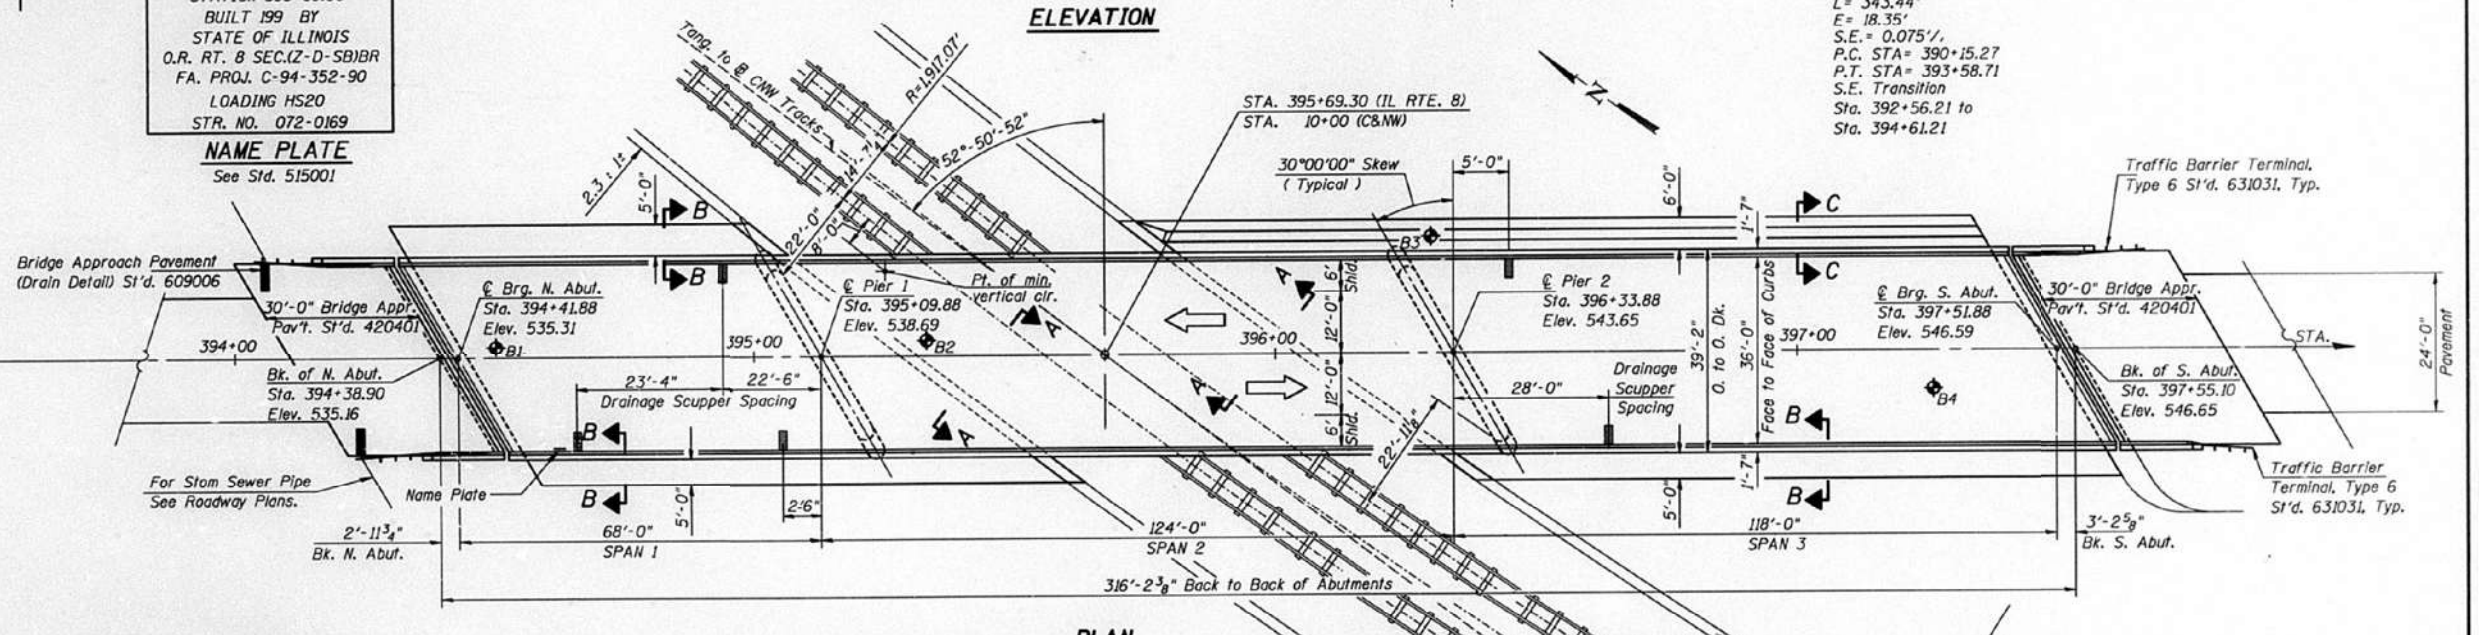 ELEVATION
BUILT 199 BY
STATE OF ILLINOIS
O.R. RT. 8 SEC.(Z-D-SB)BR
FA. PROJ. C-94-352-90
LOADING HS20
STR. NO. 072-0169
NAME PLATE
See Std. 515001
L= 343.44'
E= 18.35'
S.E.= 0.075'/,
P.C. STA= 390+15.27
P.T. STA= 393+58.71
S.E. Transition
Sta. 392+56.21 to
Sta. 394+61.21
Tang. to ℄ CNW Tracks
R=1,917.07'
14'-7"
52°-50'-52"
STA. 395+69.30 (IL RTE. 8)
STA. 10+00 (C&NW)
N
30°00'00" Skew
( Typical )
5'-0"
6'-0"
1'-7"
C
C
Traffic Barrier Terminal,
Type 6 St'd. 631031, Typ.
2.3 : 1±
5'-0"
B
B
22'-0"
8'-0"
B3
Bridge Approach Pavement
(Drain Detail) St'd. 609006
30'-0" Bridge Appr.
Pav't. St'd. 420401
℄ Brg. N. Abut.
Sta. 394+41.88
Elev. 535.31
℄ Pier 1
Sta. 395+09.88
Elev. 538.69
Pt. of min.
vertical clr.
A
A
6'
Shld.
12'-0"
12'-0"
6'
Shld.
℄ Pier 2
Sta. 396+33.88
Elev. 543.65
39'-2"
O. to O. Dk.
36'-0"
Face to Face of Curbs
℄ Brg. S. Abut.
Sta. 397+51.88
Elev. 546.59
30'-0" Bridge Appr.
Pav't. St'd. 420401
24'-0"
Pavement
394+00
B1
395+00
B2
396+00
397+00
STA.
Bk. of N. Abut.
Sta. 394+38.90
Elev. 535.16
23'-4"
22'-6"
Drainage Scupper Spacing
A
A
28'-0"
Drainage
Scupper
Spacing
B4
Bk. of S. Abut.
Sta. 397+55.10
Elev. 546.65
B
B
22'-11⅛"
B
B
For Stom Sewer Pipe
See Roadway Plans.
Name Plate
5'-0"
2'-6"
5'-0"
1'-7"
Traffic Barrier
Terminal, Type 6
St'd. 631031, Typ.
2'-11¾"
Bk. N. Abut.
68'-0"
SPAN 1
124'-0"
SPAN 2
118'-0"
SPAN 3
3'-2⅝"
Bk. S. Abut.
316'-2⅜" Back to Back of Abutments
PLAN